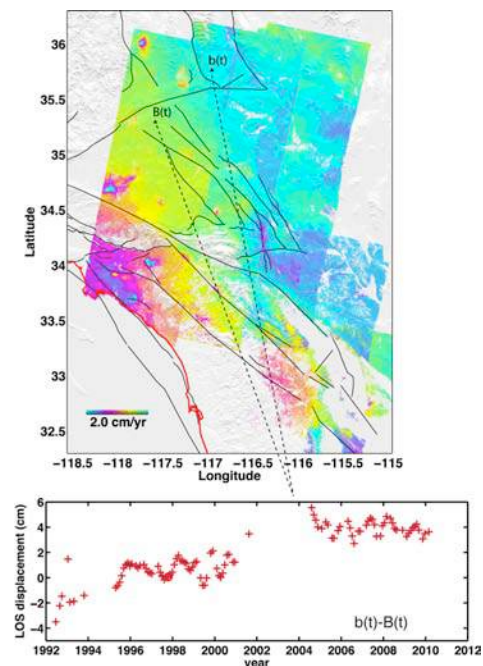 36
35.5
35
34.5
34
33.5
33
32.5
Latitude
b(t)
B(t)
2.0 cm/yr
-118.5 -118 -117.5 -117 -116.5 -116 -115.5 -115
Longitude
6
4
2
0
-2
-4
LOS displacement (cm)
b(t)-B(t)
1992 1994 1996 1998 2000 2002 2004 2006 2008 2010 2012
year